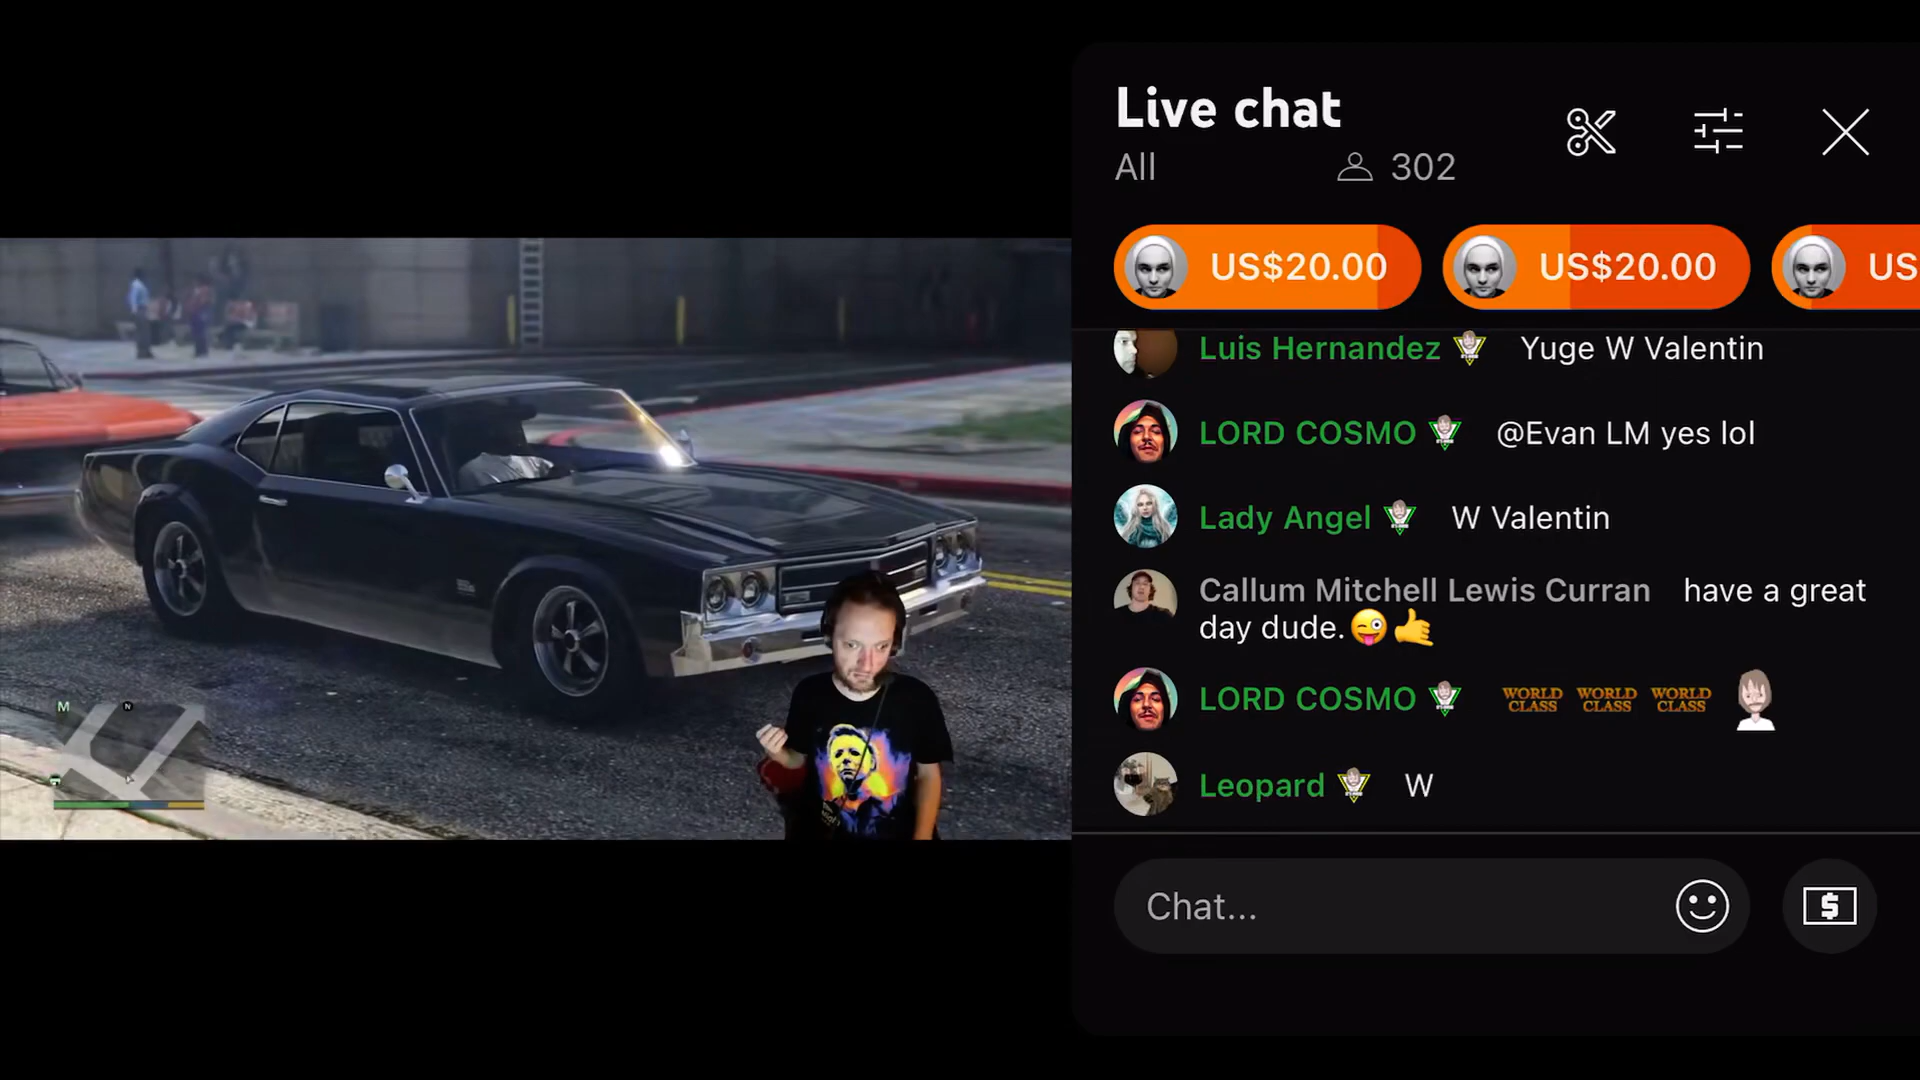 Live chat
All 302
US$20.00 US$20.00 US
Luis Hernandez Yuge W Valentin
LORD COSMO @Evan LM yes lol
Lady Angel W Valentin
Callum Mitchell Lewis Curran have a great
day dude.😜🤙
LORD COSMO WORLD CLASS WORLD CLASS WORLD CLASS
Leopard W
Chat...
$
M N